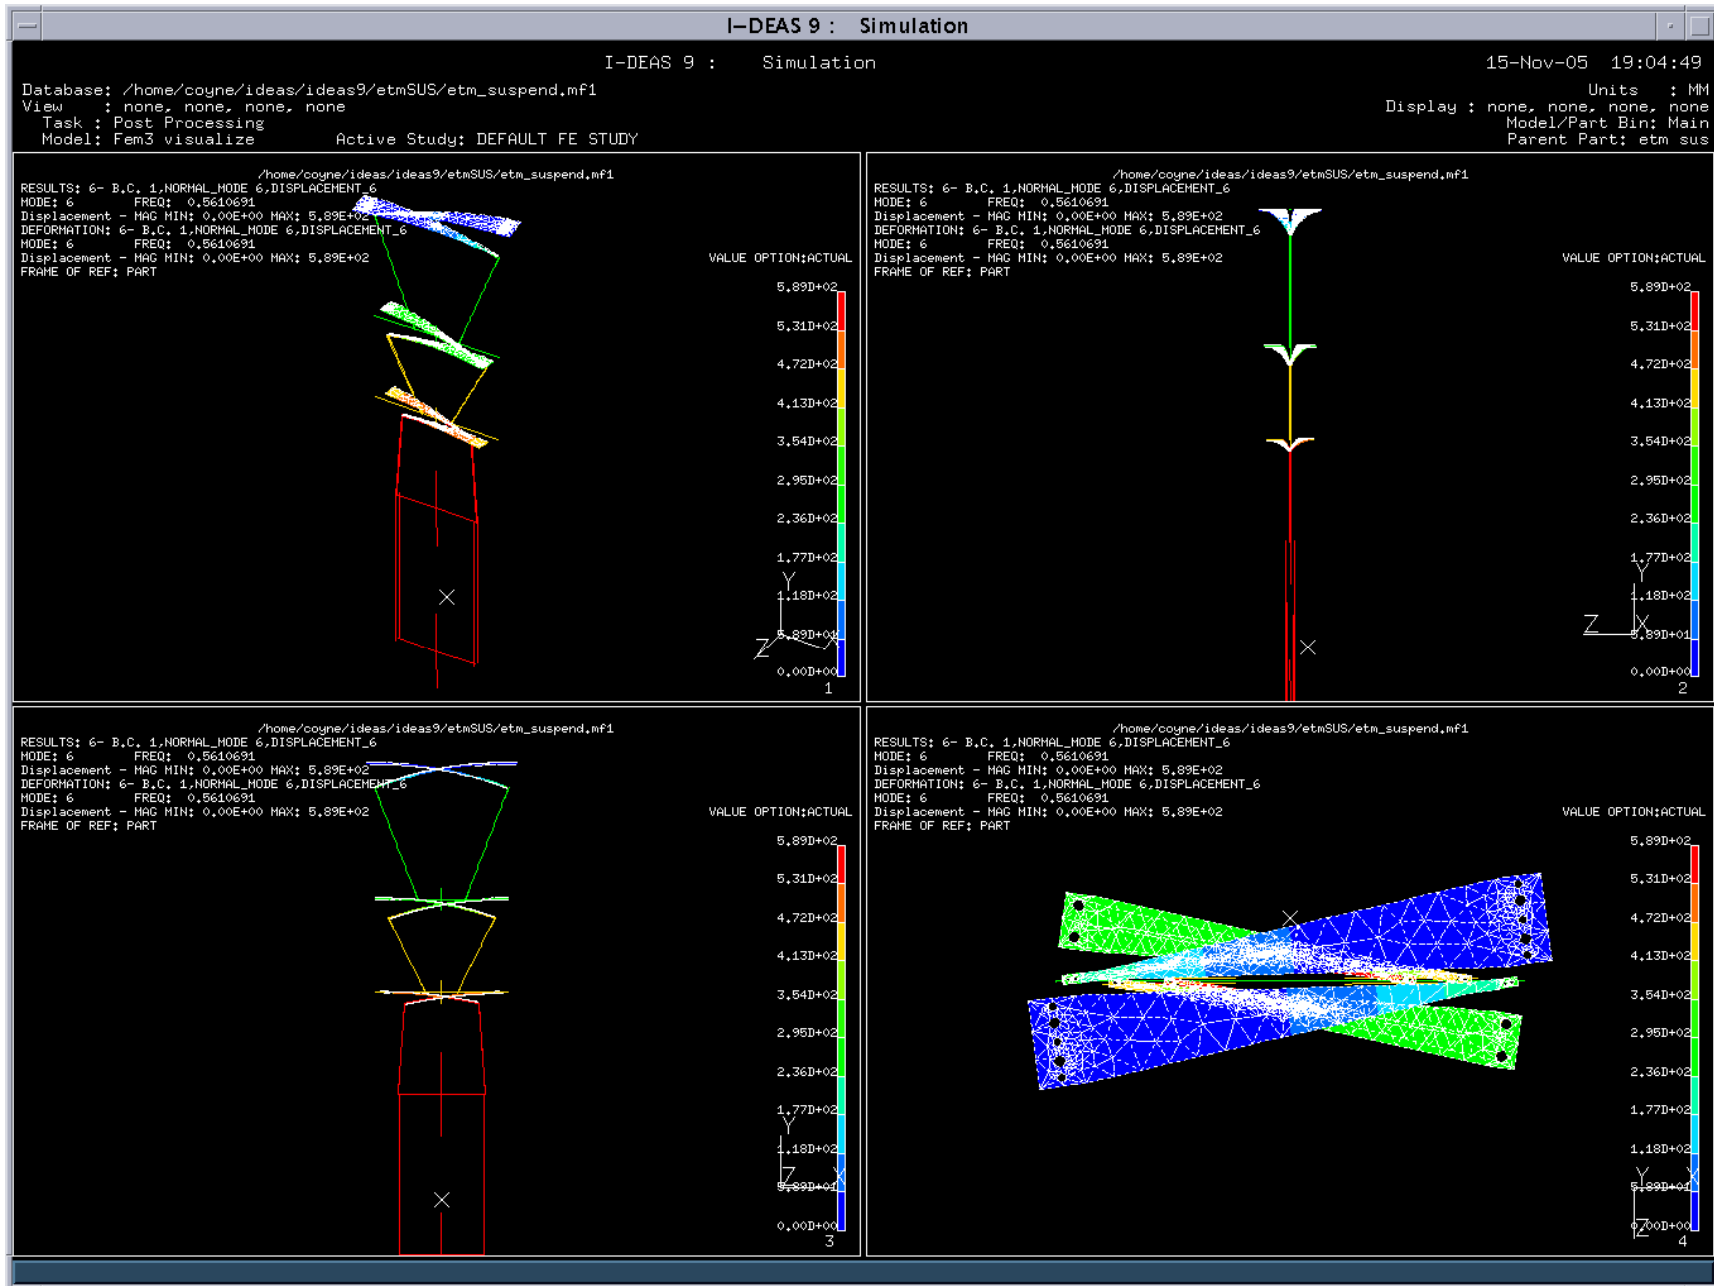 I-DEAS 9 :   Simulation
I-DEAS 9 :    Simulation
15-Nov-05  19:04:49
Database: /home/coyne/ideas/ideas9/etmSUS/etm_suspend.mf1
Units   : MM
View    : none, none, none, none
Display : none, none, none, none
Task : Post Processing
Model/Part Bin: Main
Model: Fem3 visualize
Active Study: DEFAULT FE STUDY
Parent Part: etm sus
/home/coyne/ideas/ideas9/etmSUS/etm_suspend.mf1
RESULTS: 6- B.C. 1,NORMAL_MODE 6,DISPLACEMENT_6
MODE: 6    FREQ:  0.5610691
Displacement - MAG MIN: 0.00E+00 MAX: 5.89E+02
DEFORMATION: 6- B.C. 1,NORMAL_MODE 6,DISPLACEMENT_6
MODE: 6    FREQ:  0.5610691
Displacement - MAG MIN: 0.00E+00 MAX: 5.89E+02
FRAME OF REF: PART
VALUE OPTION:ACTUAL
5.89D+02
5.31D+02
4.72D+02
4.13D+02
3.54D+02
2.95D+02
2.36D+02
1.77D+02
Y
1.18D+02
5.89D+01
Z
X
0.00D+00
1
/home/coyne/ideas/ideas9/etmSUS/etm_suspend.mf1
RESULTS: 6- B.C. 1,NORMAL_MODE 6,DISPLACEMENT_6
MODE: 6    FREQ:  0.5610691
Displacement - MAG MIN: 0.00E+00 MAX: 5.89E+02
DEFORMATION: 6- B.C. 1,NORMAL_MODE 6,DISPLACEMENT_6
MODE: 6    FREQ:  0.5610691
Displacement - MAG MIN: 0.00E+00 MAX: 5.89E+02
FRAME OF REF: PART
VALUE OPTION:ACTUAL
5.89D+02
5.31D+02
4.72D+02
4.13D+02
3.54D+02
2.95D+02
2.36D+02
1.77D+02
Y
1.18D+02
Z
X
5.89D+01
0.00D+00
2
/home/coyne/ideas/ideas9/etmSUS/etm_suspend.mf1
RESULTS: 6- B.C. 1,NORMAL_MODE 6,DISPLACEMENT_6
MODE: 6    FREQ:  0.5610691
Displacement - MAG MIN: 0.00E+00 MAX: 5.89E+02
DEFORMATION: 6- B.C. 1,NORMAL_MODE 6,DISPLACEMENT_6
MODE: 6    FREQ:  0.5610691
Displacement - MAG MIN: 0.00E+00 MAX: 5.89E+02
FRAME OF REF: PART
VALUE OPTION:ACTUAL
5.89D+02
5.31D+02
4.72D+02
4.13D+02
3.54D+02
2.95D+02
2.36D+02
1.77D+02
Y
1.18D+02
Z
X
5.89D+01
0.00D+00
3
/home/coyne/ideas/ideas9/etmSUS/etm_suspend.mf1
RESULTS: 6- B.C. 1,NORMAL_MODE 6,DISPLACEMENT_6
MODE: 6    FREQ:  0.5610691
Displacement - MAG MIN: 0.00E+00 MAX: 5.89E+02
DEFORMATION: 6- B.C. 1,NORMAL_MODE 6,DISPLACEMENT_6
MODE: 6    FREQ:  0.5610691
Displacement - MAG MIN: 0.00E+00 MAX: 5.89E+02
FRAME OF REF: PART
VALUE OPTION:ACTUAL
5.89D+02
5.31D+02
4.72D+02
4.13D+02
3.54D+02
2.95D+02
2.36D+02
1.77D+02
1.18D+02
Y
X
5.89D+01
Z
0.00D+00
4